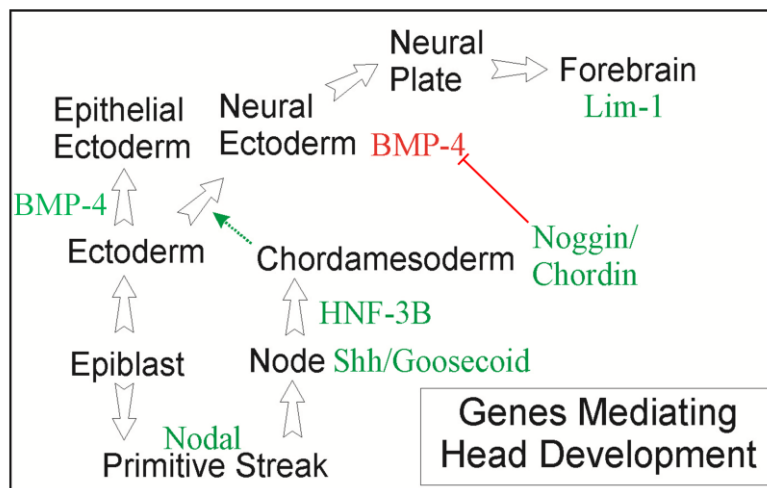 Neural
Plate
Forebrain
Lim-1
Epithelial
Ectoderm
Neural
Ectoderm BMP-4
BMP-4
Noggin/
Chordin
Ectoderm
Chordamesoderm
HNF-3B
Epiblast
Node Shh/Goosecoid
Nodal
Primitive Streak
Genes Mediating
Head Development